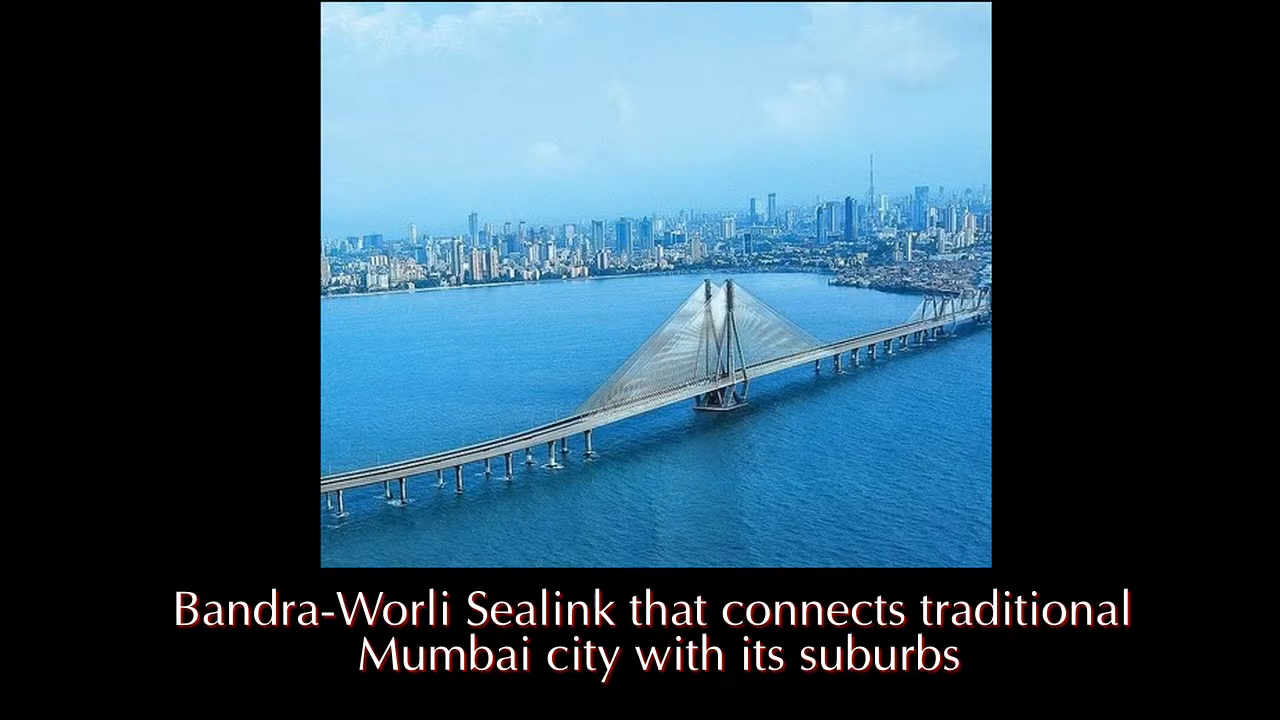 Bandra-Worli Sealink that connects traditional
Mumbai city with its suburbs